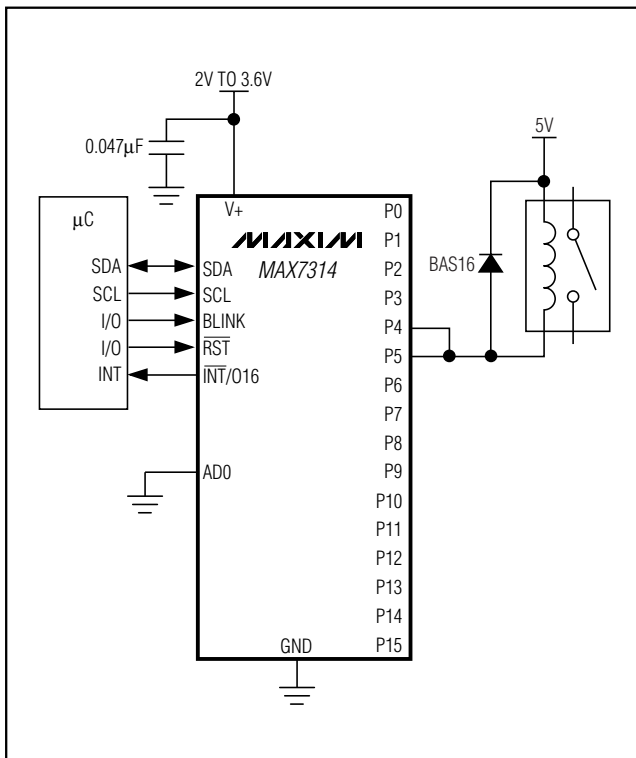 2V TO 3.6V
0.047µF
5V
µC
SDA
SCL
I/O
I/O
INT
V+
MAXIM
MAX7314
SDA
SCL
BLINK
RST
INT/O16
AD0
GND
P0
P1
P2
P3
P4
P5
P6
P7
P8
P9
P10
P11
P12
P13
P14
P15
BAS16